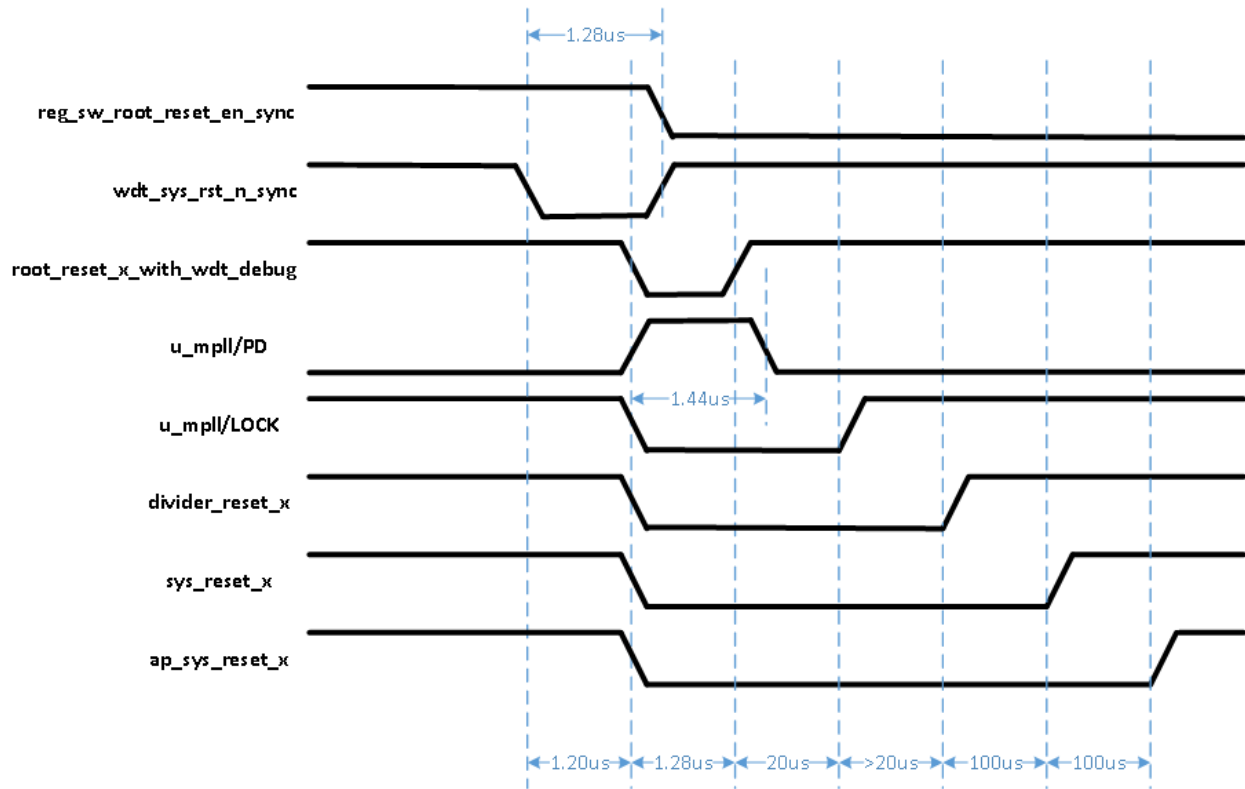 1.28us
reg_sw_root_reset_en_sync
wdt_sys_rst_n_sync
root_reset_x_with_wdt_debug
u_mpll/PD
1.44us
u_mpll/LOCK
divider_reset_x
sys_reset_x
ap_sys_reset_x
1.20us 1.28us 20us >20us 100us 100us